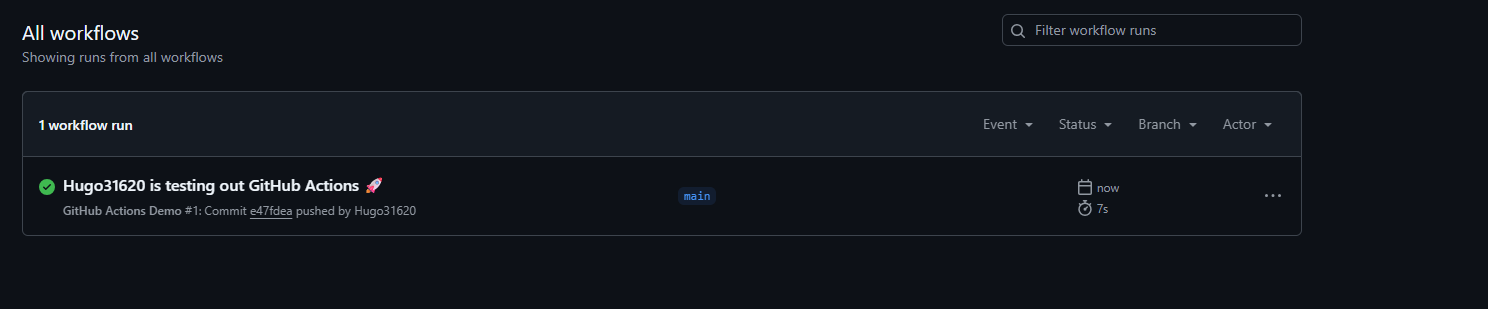 All workflows
Filter workflow runs
Showing runs from all workflows
1 workflow run
Event
Status
Branch
Actor
Hugo31620 is testing out GitHub Actions 🚀
main
now
GitHub Actions Demo #1: Commit e47fdea pushed by Hugo31620
7s